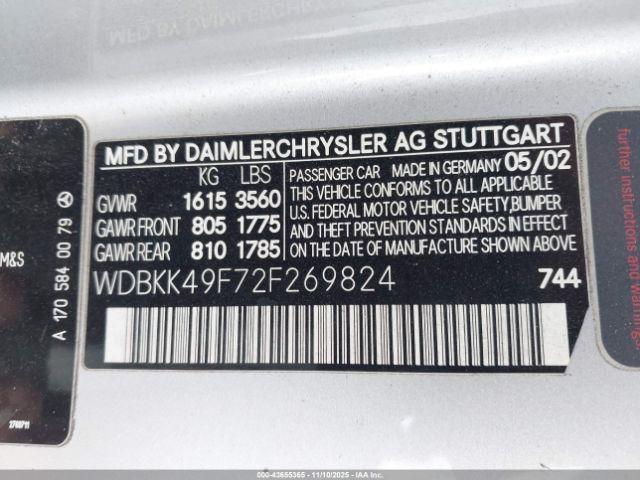 MFD BY DAIMLERCHRYSLER AG STUTTGART
KG LBS
GVWR 1615 3560
GAWR FRONT 805 1775
GAWR REAR 810 1785
PASSENGER CAR MADE IN GERMANY 05/02
THIS VEHICLE CONFORMS TO ALL APPLICABLE
U.S. FEDERAL MOTOR VEHICLE SAFETY,BUMPER
AND THEFT PREVENTION STANDARDS IN EFFECT
ON THE DATE OF MANUFACTURE SHOWN ABOVE.
WDBKK49F72F269824 744
M&S
A 170 584 00 79
further instructions
and warnings
000-43655365 - 11/10/2025 - IAAI.COM